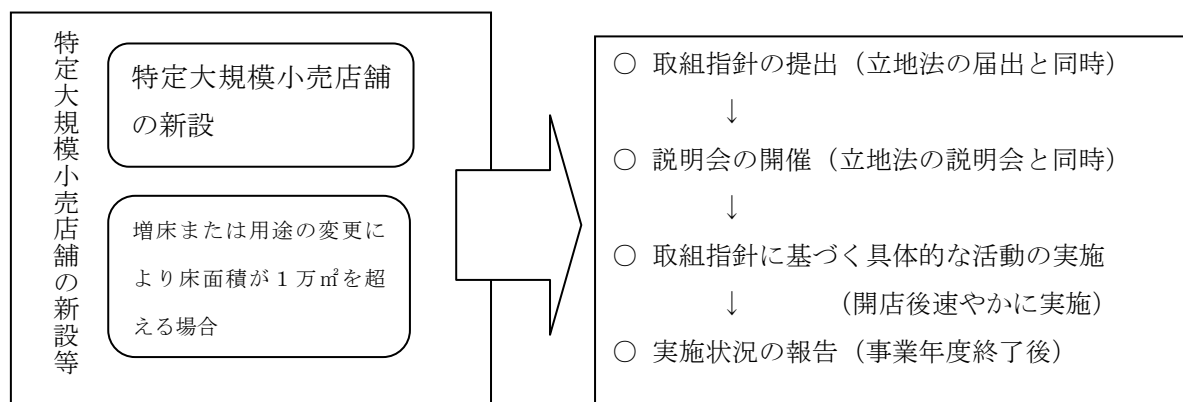 特定大規模小売店舗の新設等
特定大規模小売店舗
の新設
増床または用途の変更に
より床面積が１万㎡を超
える場合
○ 取組指針の提出（立地法の届出と同時）
↓
○ 説明会の開催（立地法の説明会と同時）
↓
○ 取組指針に基づく具体的な活動の実施
↓ （開店後速やかに実施）
○ 実施状況の報告（事業年度終了後）